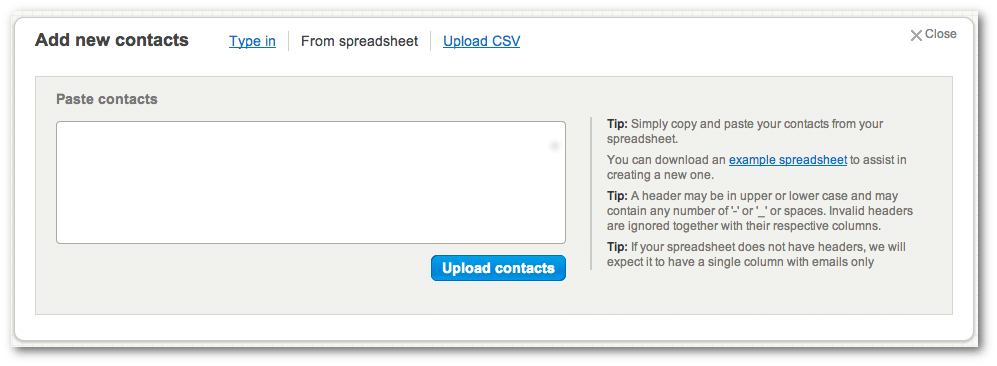 Add new contacts Type in From spreadsheet Upload CSV Close
Paste contacts
Tip: Simply copy and paste your contacts from your
spreadsheet.
You can download an example spreadsheet to assist in
creating a new one.
Tip: A header may be in upper or lower case and may
contain any number of '-' or '_' or spaces. Invalid headers
are ignored together with their respective columns.
Tip: If your spreadsheet does not have headers, we will
expect it to have a single column with emails only
Upload contacts